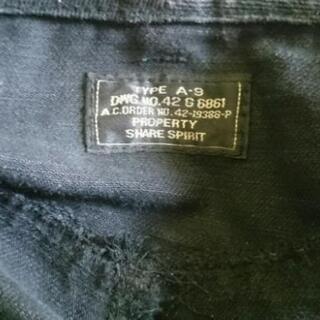 TYPE A-9
DWG.NO.42 G 6861
A.C.ORDER NO.42-19388-P
PROPERTY
SHARE SPIRIT